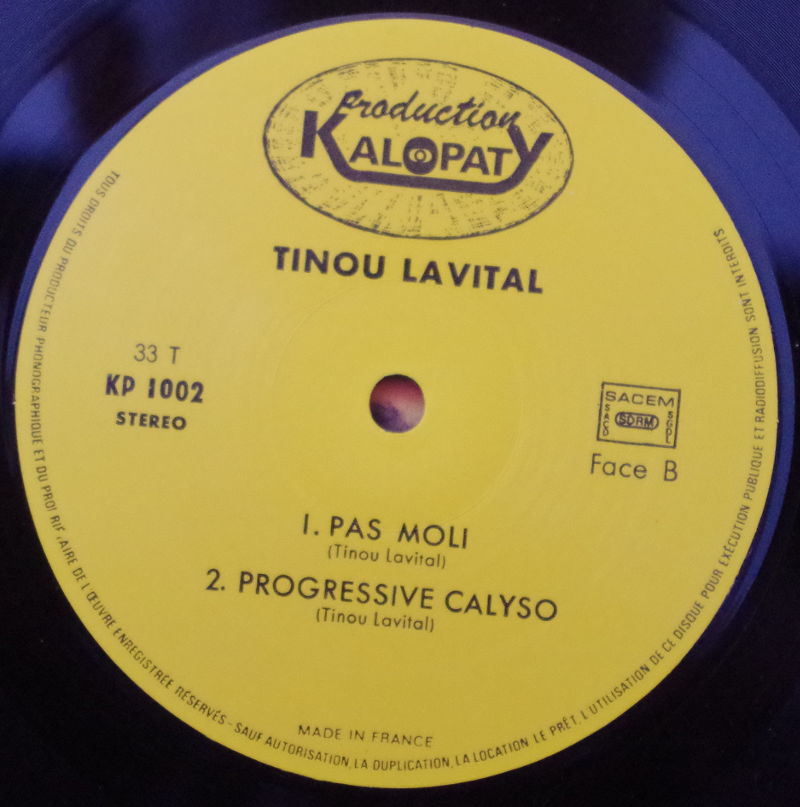 Production
KALOPATY
TINOU LAVITAL
33 T
KP 1002
STEREO
SACEM
SACD
SDRM
SGDL
Face B
1. PAS MOLI
(Tinou Lavital)
2. PROGRESSIVE CALYSO
(Tinou Lavital)
MADE IN FRANCE
TOUS DROITS DU PRODUCTEUR PHONOGRAPHIQUE ET DU PROPRIÉTAIRE DE L'ŒUVRE ENREGISTRÉE RÉSERVÉS - SAUF AUTORISATION, LA DUPLICATION, LA LOCATION LE PRÊT, L'UTILISATION DE CE DISQUE POUR EXÉCUTION PUBLIQUE ET RADIODIFFUSION SONT INTERDITS